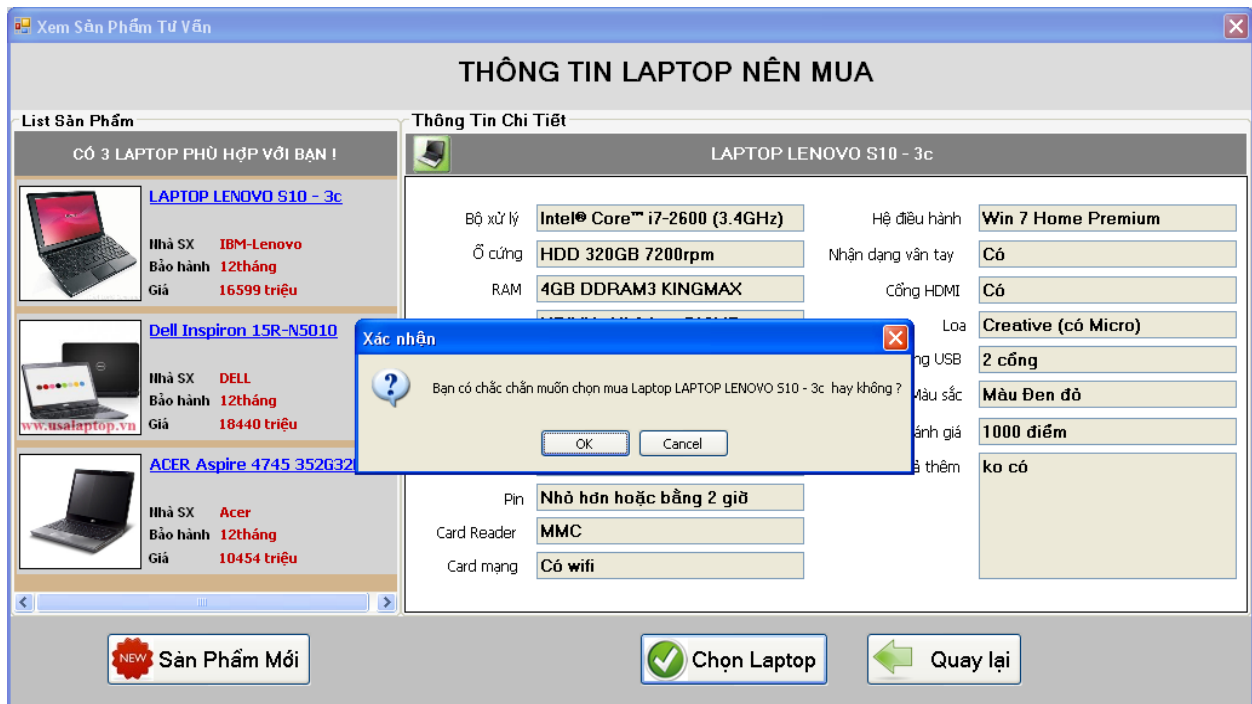 Xem Sản Phẩm Tư Vấn
THÔNG TIN LAPTOP NÊN MUA
List Sản Phẩm
CÓ 3 LAPTOP PHÙ HỢP VỚI BẠN !
LAPTOP LENOVO S10 - 3c
Nhà SX IBM-Lenovo
Bảo hành 12tháng
Giá 16599 triệu
Dell Inspiron 15R-N5010
Nhà SX DELL
Bảo hành 12tháng
Giá 18440 triệu
www.usalaptop.vn
ACER Aspire 4745 352G32
Nhà SX Acer
Bảo hành 12tháng
Giá 10454 triệu
Thông Tin Chi Tiết
LAPTOP LENOVO S10 - 3c
Bộ xử lý Intel® Core™ i7-2600 (3.4GHz)
Ổ cứng HDD 320GB 7200rpm
RAM 4GB DDRAM3 KINGMAX
Pin Nhỏ hơn hoặc bằng 2 giờ
Card Reader MMC
Card mạng Có wifi
Hệ điều hành Win 7 Home Premium
Nhận dạng vân tay Có
Cổng HDMI Có
Loa Creative (có Micro)
ng USB 2 cổng
Màu sắc Màu Đen đỏ
ánh giá 1000 điểm
thêm ko có
Xác nhận
Bạn có chắc chắn muốn chọn mua Laptop LAPTOP LENOVO S10 - 3c hay không ?
OK Cancel
NEW Sản Phẩm Mới
Chọn Laptop
Quay lại